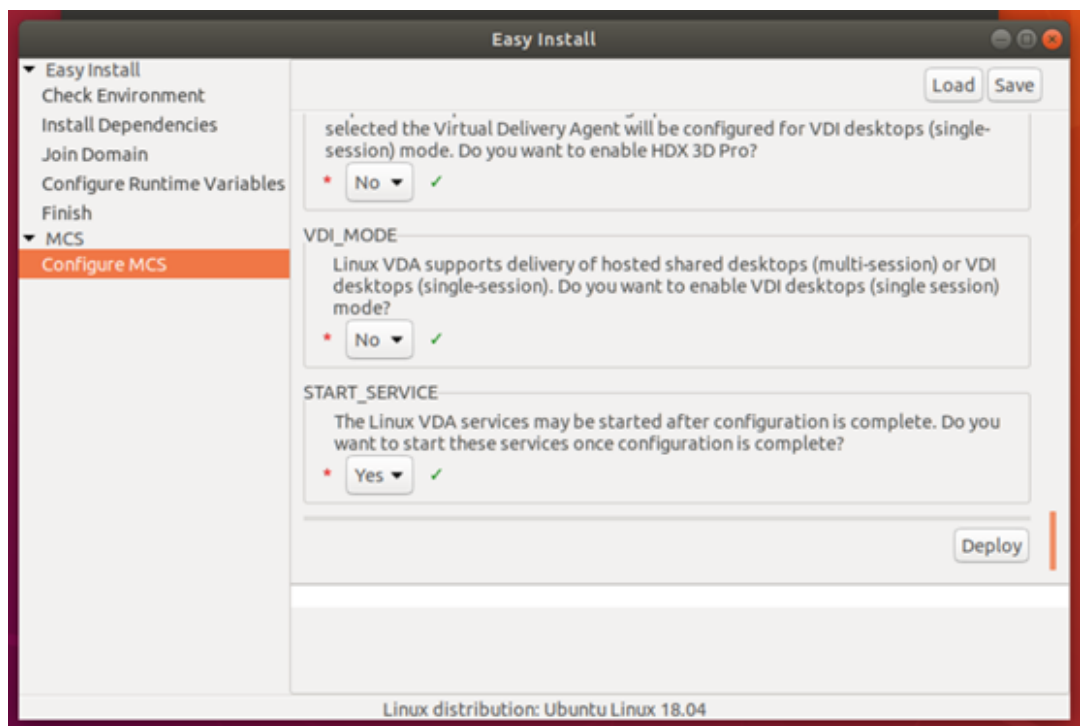 Easy Install
Easy Install
Check Environment
Install Dependencies
Join Domain
Configure Runtime Variables
Finish
MCS
Configure MCS
Load Save
selected the Virtual Delivery Agent will be configured for VDI desktops (single-
session) mode. Do you want to enable HDX 3D Pro?
* No ✓
VDI_MODE
Linux VDA supports delivery of hosted shared desktops (multi-session) or VDI
desktops (single-session). Do you want to enable VDI desktops (single session)
mode?
* No ✓
START_SERVICE
The Linux VDA services may be started after configuration is complete. Do you
want to start these services once configuration is complete?
* Yes ✓
Deploy
Linux distribution: Ubuntu Linux 18.04